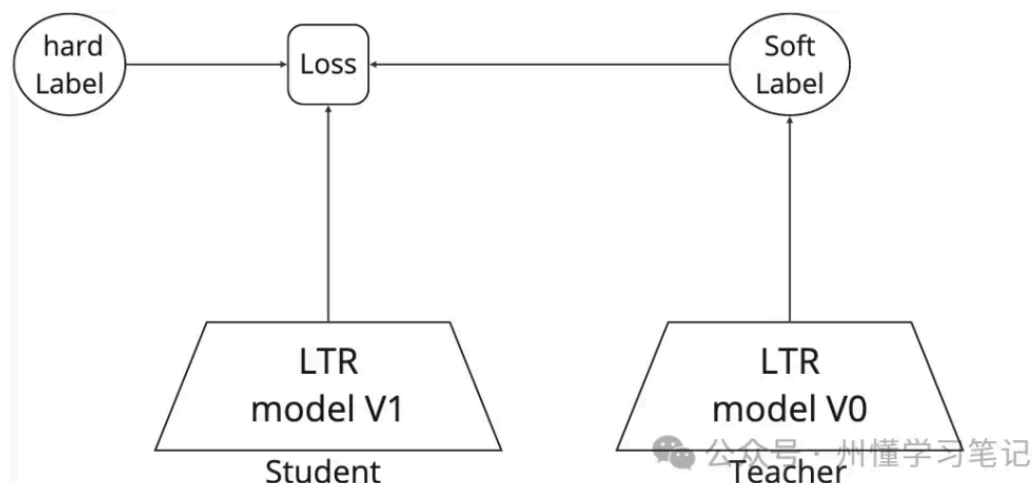 hard
Label
Loss
Soft
Label
LTR
model V1
Student
LTR
model V0
Teacher
公众号 · 州懂学习笔记